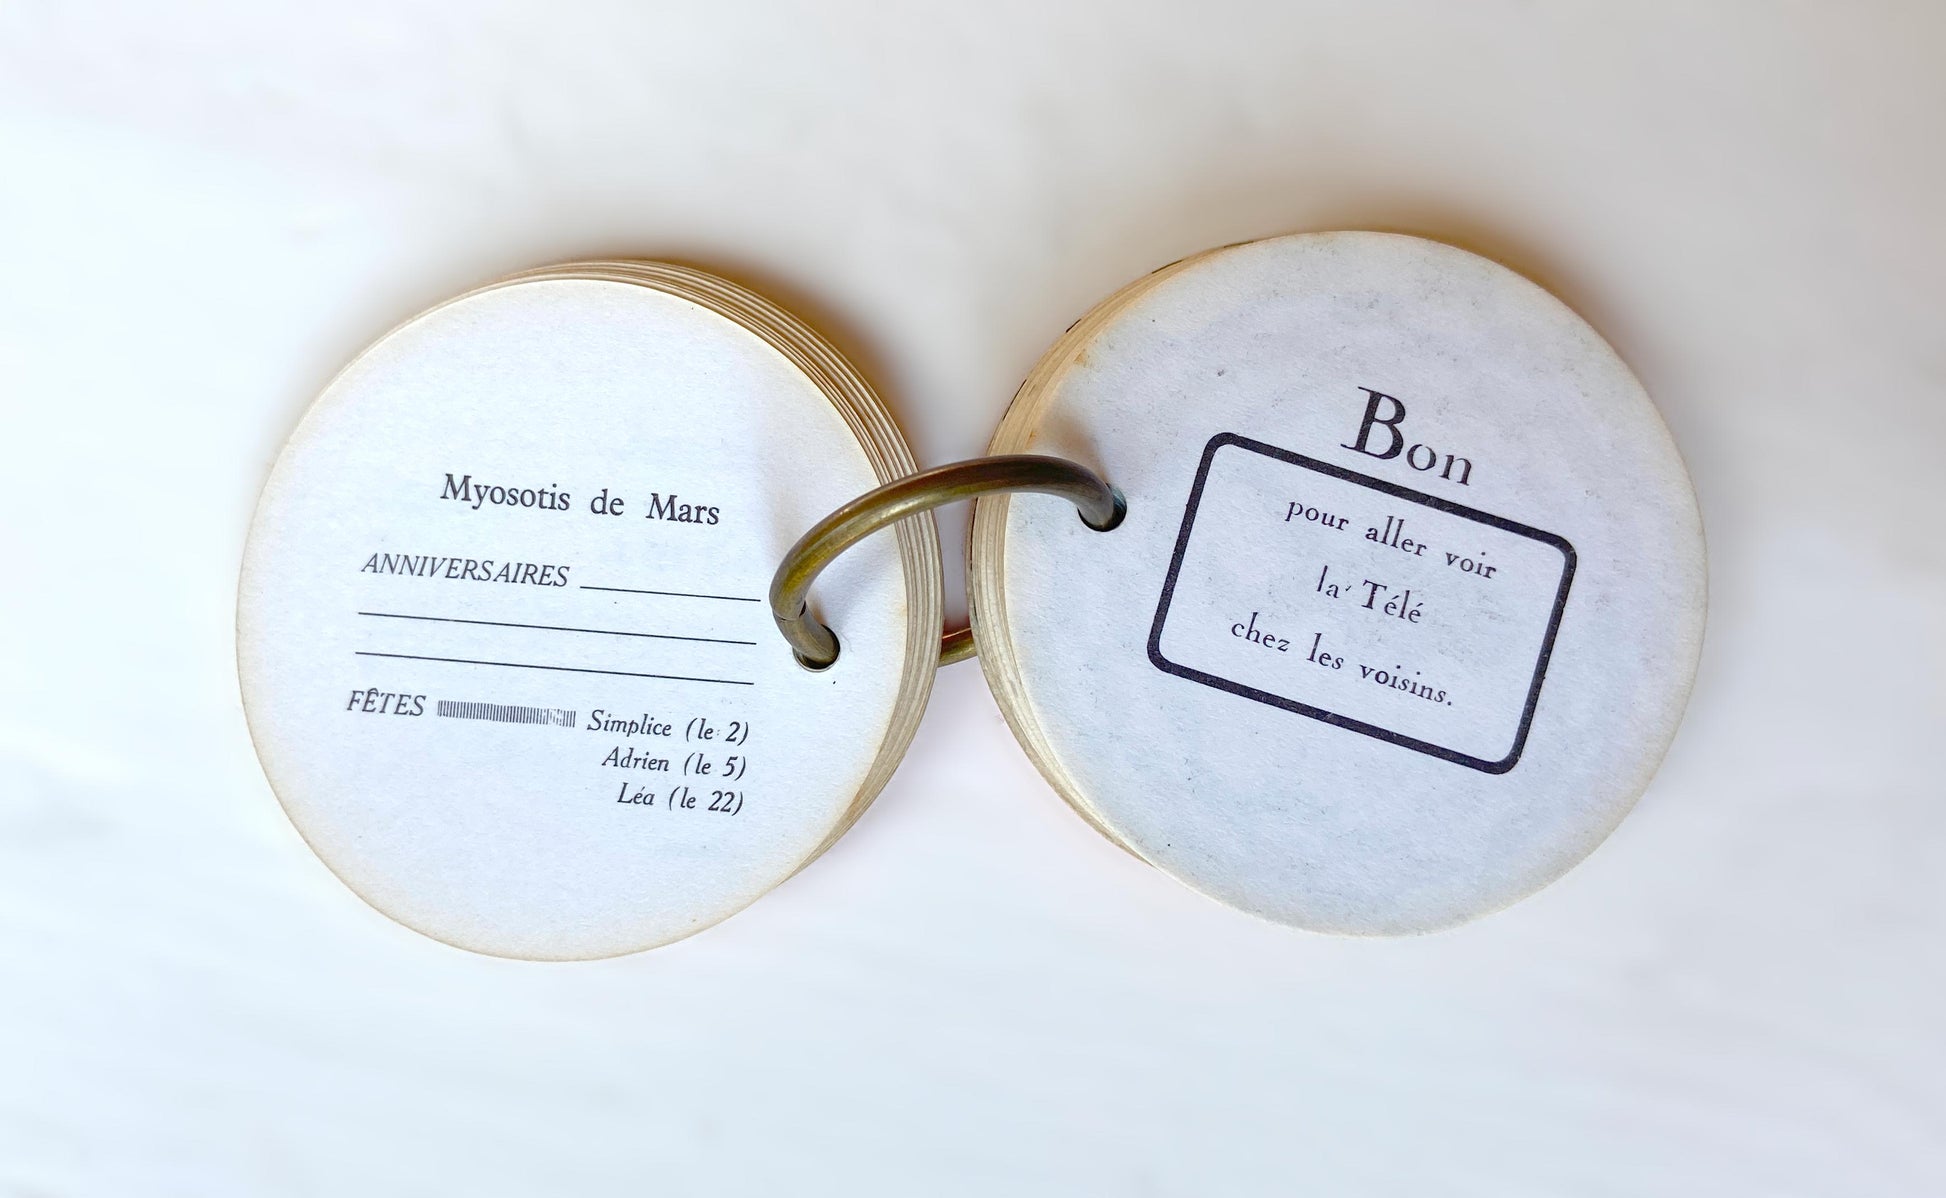 Myosotis de Mars
ANNIVERSAIRES
FÊTES Simplice (le 2)
Adrien (le 5)
Léa (le 22)
Bon
pour aller voir
la Télé
chez les voisins.